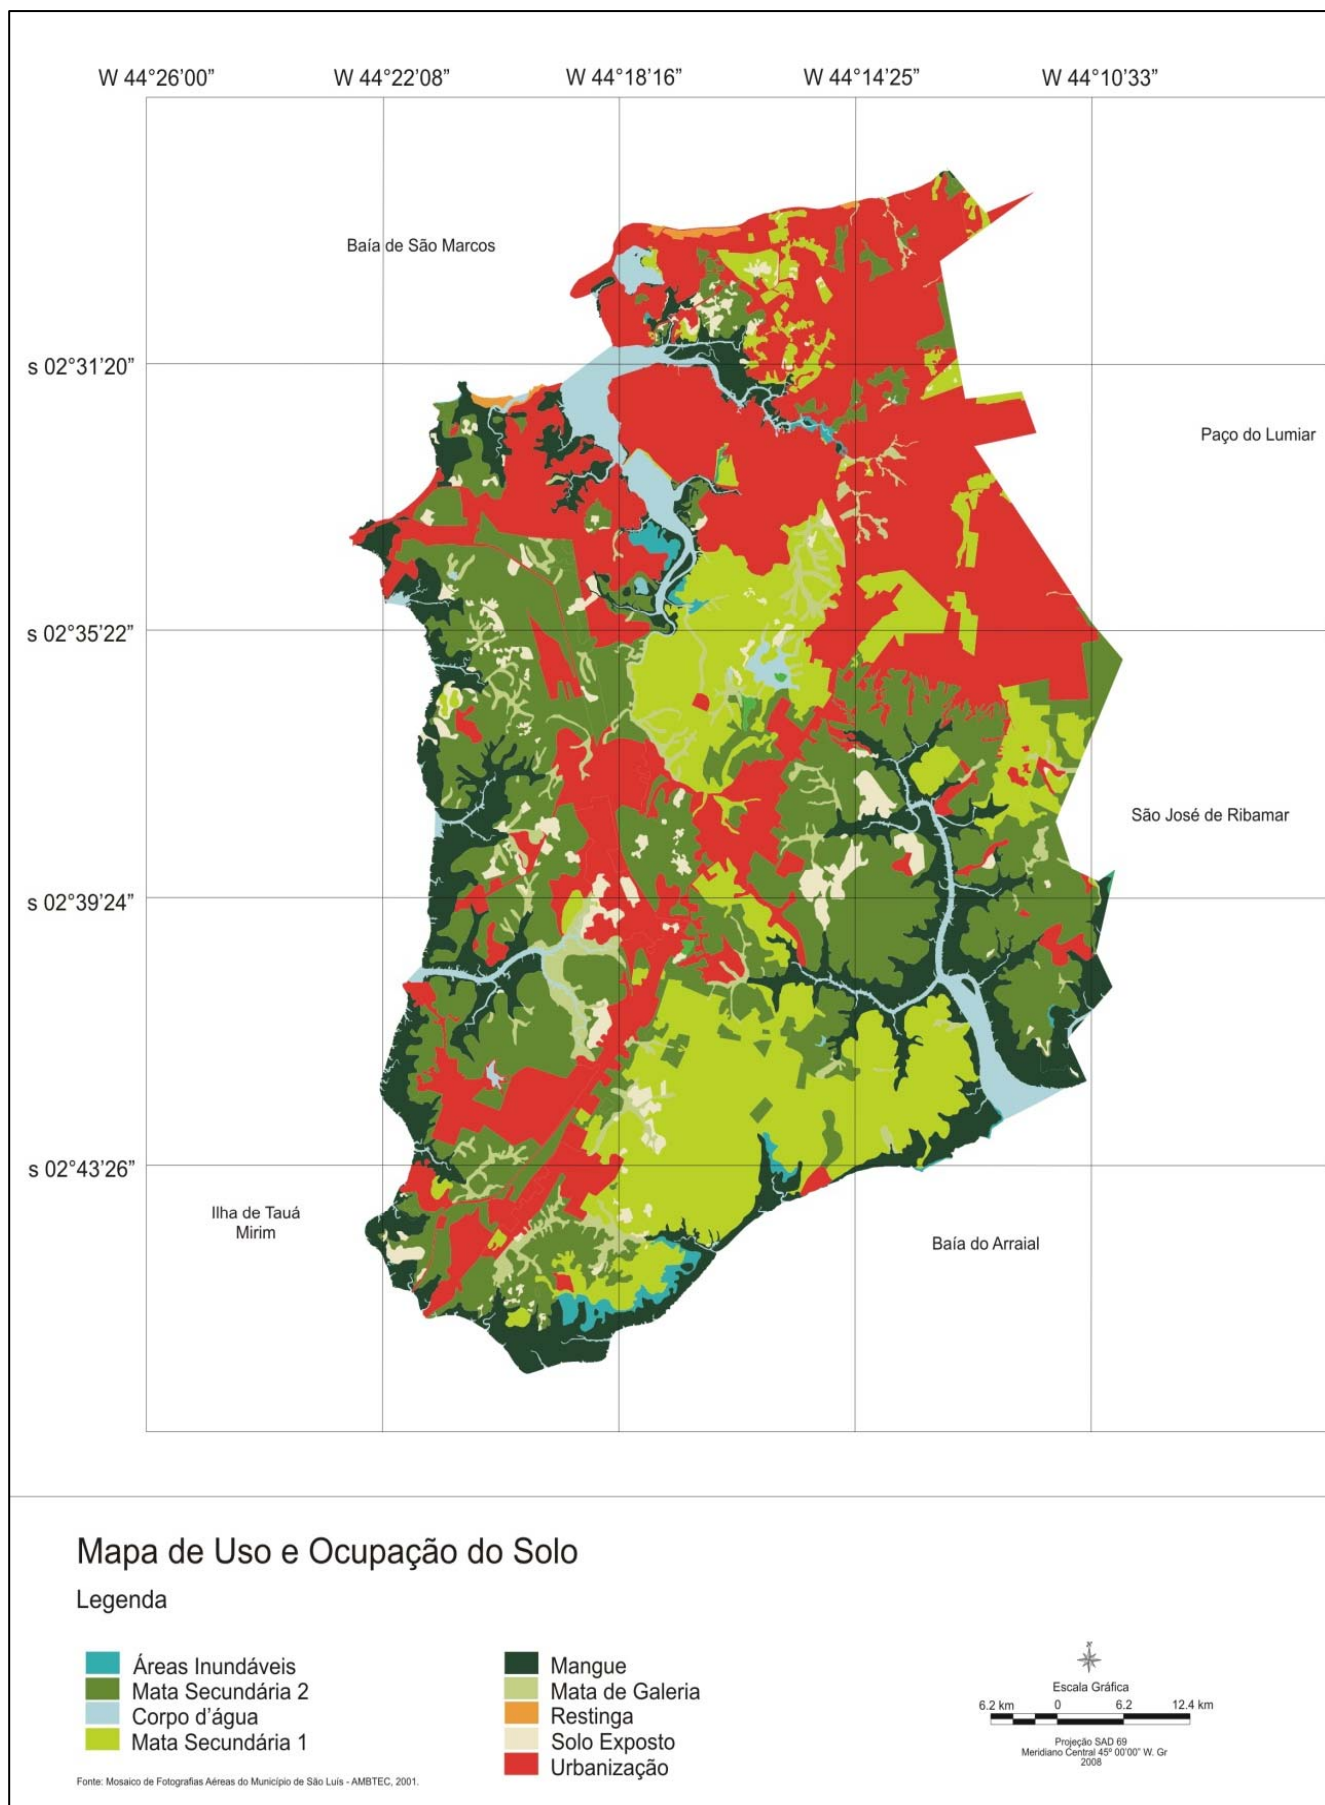 W 44°26'00”
W 44°22'08”
W 44°18'16”
W 44°14'25”
W 44°10'33”
Baía de São Marcos
s 02°31'20”
Paço do Lumiar
s 02°35'22”
São José de Ribamar
s 02°39'24”
s 02°43'26”
Ilha de Tauá
Mirim
Baía do Arraial
Mapa de Uso e Ocupação do Solo
Legenda
Áreas Inundáveis
Mata Secundária 2
Corpo d'água
Mata Secundária 1
Mangue
Mata de Galeria
Restinga
Solo Exposto
Urbanização
Escala Gráfica
6.2 km 0 6.2 12.4 km
Projeção SAD 69
Meridiano Central 45º 00'00” W. Gr
2008
Fonte: Mosaico de Fotografias Aéreas do Município de São Luís - AMBTEC, 2001.